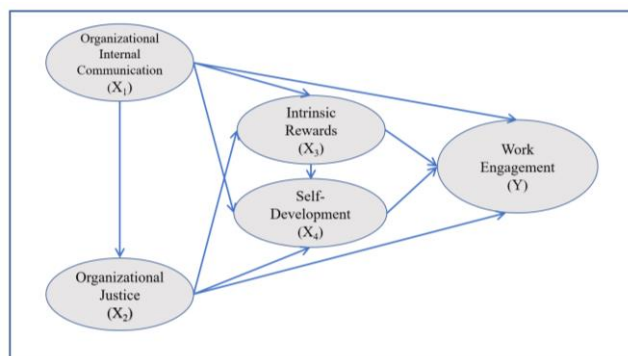 Organizational
Internal
Communication
(X₁)
Intrinsic
Rewards
(X₃)
Work
Engagement
(Y)
Self-
Development
(X₄)
Organizational
Justice
(X₂)